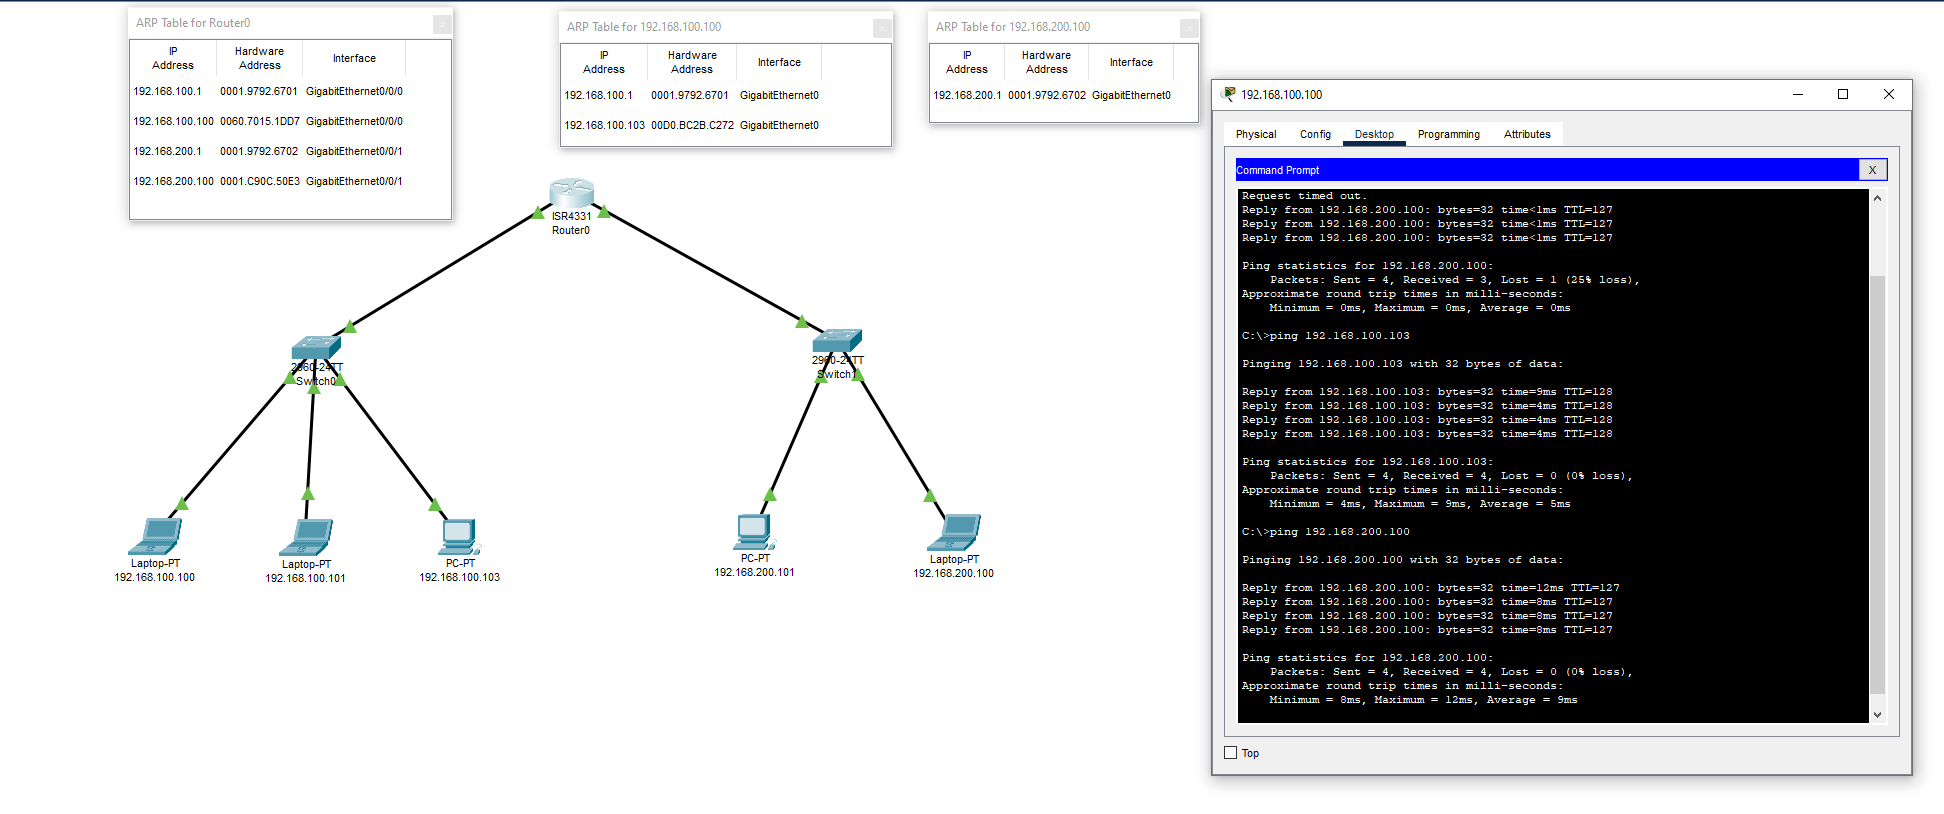 ARP Table for Router0
IP Address Hardware Address Interface
192.168.100.1 0001.9792.6701 GigabitEthernet0/0/0
192.168.100.100 0060.7015.1DD7 GigabitEthernet0/0/0
192.168.200.1 0001.9792.6702 GigabitEthernet0/0/1
192.168.200.100 0001.C90C.50E3 GigabitEthernet0/0/1
ARP Table for 192.168.100.100
IP Address Hardware Address Interface
192.168.100.1 0001.9792.6701 GigabitEthernet0
192.168.100.103 00D0.BC2B.C272 GigabitEthernet0
ARP Table for 192.168.200.100
IP Address Hardware Address Interface
192.168.200.1 0001.9792.6702 GigabitEthernet0
ISR4331
Router0
2960-24TT
Switch0
2960-24TT
Switch1
Laptop-PT
192.168.100.100
Laptop-PT
192.168.100.101
PC-PT
192.168.100.103
PC-PT
192.168.200.101
Laptop-PT
192.168.200.100
192.168.100.100
Physical Config Desktop Programming Attributes
Command Prompt X
Request timed out.
Reply from 192.168.200.100: bytes=32 time<1ms TTL=127
Reply from 192.168.200.100: bytes=32 time<1ms TTL=127
Reply from 192.168.200.100: bytes=32 time<1ms TTL=127
Ping statistics for 192.168.200.100:
Packets: Sent = 4, Received = 3, Lost = 1 (25% loss),
Approximate round trip times in milli-seconds:
Minimum = 0ms, Maximum = 0ms, Average = 0ms
C:\>ping 192.168.100.103
Pinging 192.168.100.103 with 32 bytes of data:
Reply from 192.168.100.103: bytes=32 time=9ms TTL=128
Reply from 192.168.100.103: bytes=32 time=4ms TTL=128
Reply from 192.168.100.103: bytes=32 time=4ms TTL=128
Reply from 192.168.100.103: bytes=32 time=4ms TTL=128
Ping statistics for 192.168.100.103:
Packets: Sent = 4, Received = 4, Lost = 0 (0% loss),
Approximate round trip times in milli-seconds:
Minimum = 4ms, Maximum = 9ms, Average = 5ms
C:\>ping 192.168.200.100
Pinging 192.168.200.100 with 32 bytes of data:
Reply from 192.168.200.100: bytes=32 time=12ms TTL=127
Reply from 192.168.200.100: bytes=32 time=8ms TTL=127
Reply from 192.168.200.100: bytes=32 time=8ms TTL=127
Reply from 192.168.200.100: bytes=32 time=8ms TTL=127
Ping statistics for 192.168.200.100:
Packets: Sent = 4, Received = 4, Lost = 0 (0% loss),
Approximate round trip times in milli-seconds:
Minimum = 8ms, Maximum = 12ms, Average = 9ms
Top